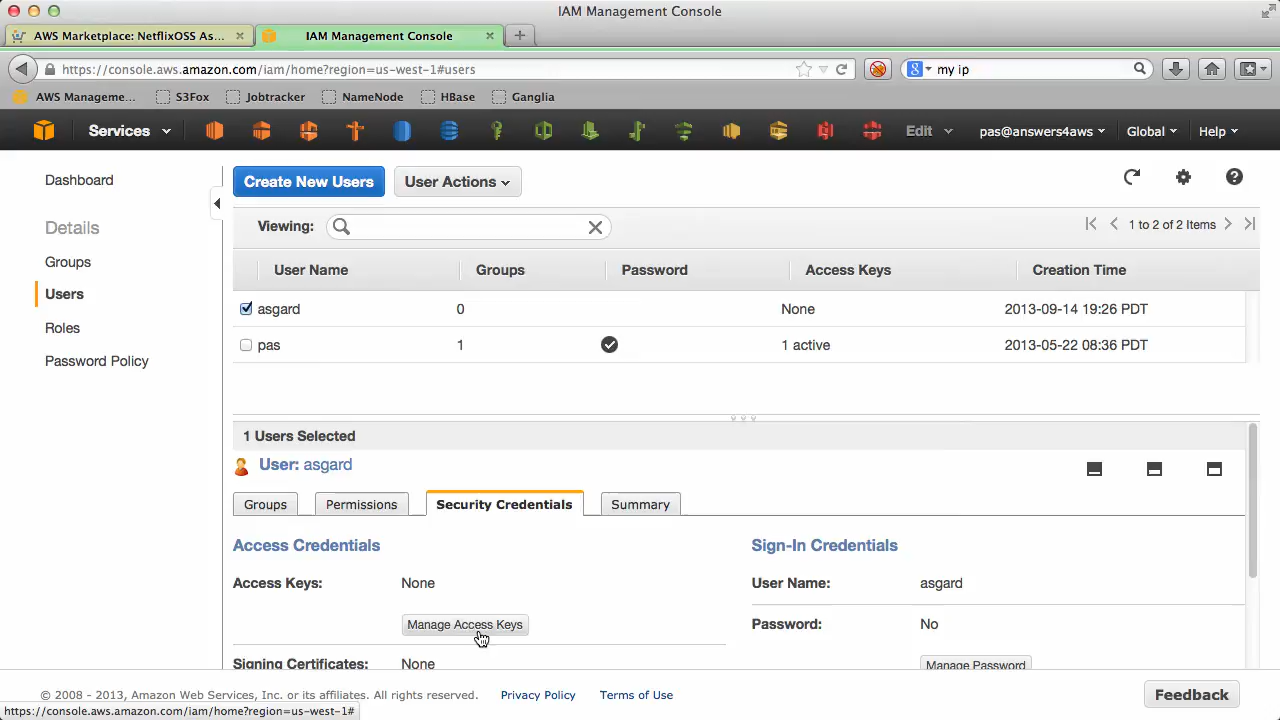 IAM Management Console
AWS Marketplace: NetflixOSS As...
IAM Management Console
https://console.aws.amazon.com/iam/home?region=us-west-1#users
my ip
AWS Manageme...
S3Fox
Jobtracker
NameNode
HBase
Ganglia
Services
Edit
pas@answers4aws
Global
Help
Dashboard
Details
Groups
Users
Roles
Password Policy
Create New Users
User Actions
Viewing:
1 to 2 of 2 Items
User Name Groups Password Access Keys Creation Time
asgard 0 None 2013-09-14 19:26 PDT
pas 1 1 active 2013-05-22 08:36 PDT
1 Users Selected
User: asgard
Groups Permissions Security Credentials Summary
Access Credentials
Access Keys: None
Manage Access Keys
Signing Certificates: None
Sign-In Credentials
User Name: asgard
Password: No
Manage Password
© 2008 - 2013, Amazon Web Services, Inc. or its affiliates. All rights reserved. Privacy Policy Terms of Use
Feedback
https://console.aws.amazon.com/iam/home?region=us-west-1#